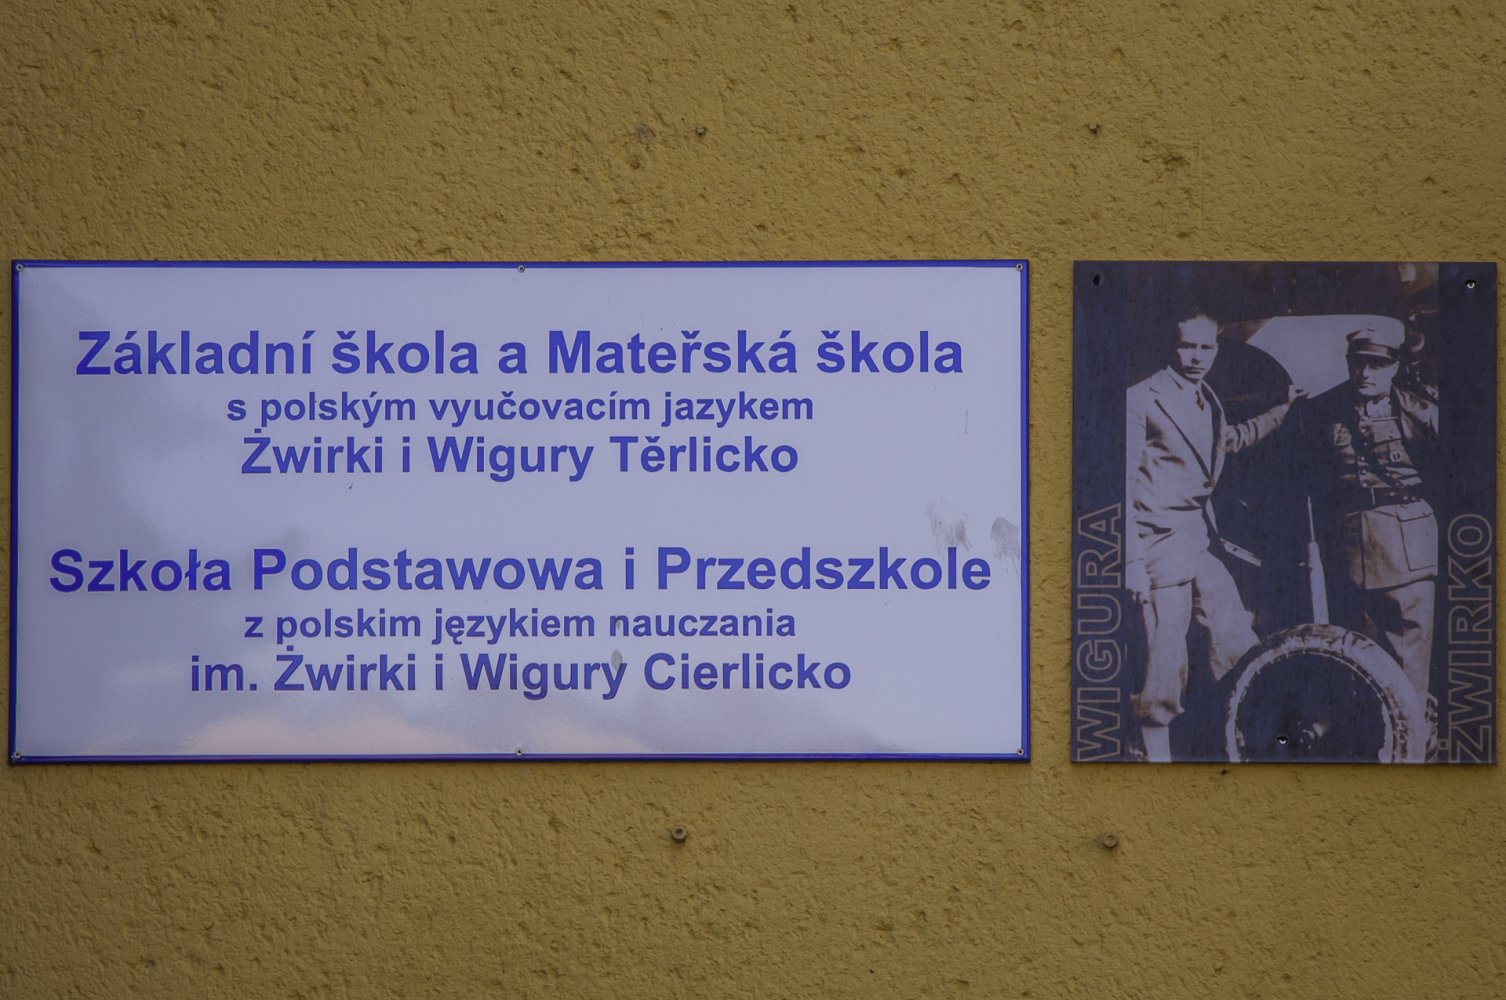 Základní škola a Mateřská škola
s polským vyučovacím jazykem
Żwirki i Wigury Těrlicko
Szkoła Podstawowa i Przedszkole
z polskim językiem nauczania
im. Żwirki i Wigury Cierlicko
WIGURA
ŻWIRKO